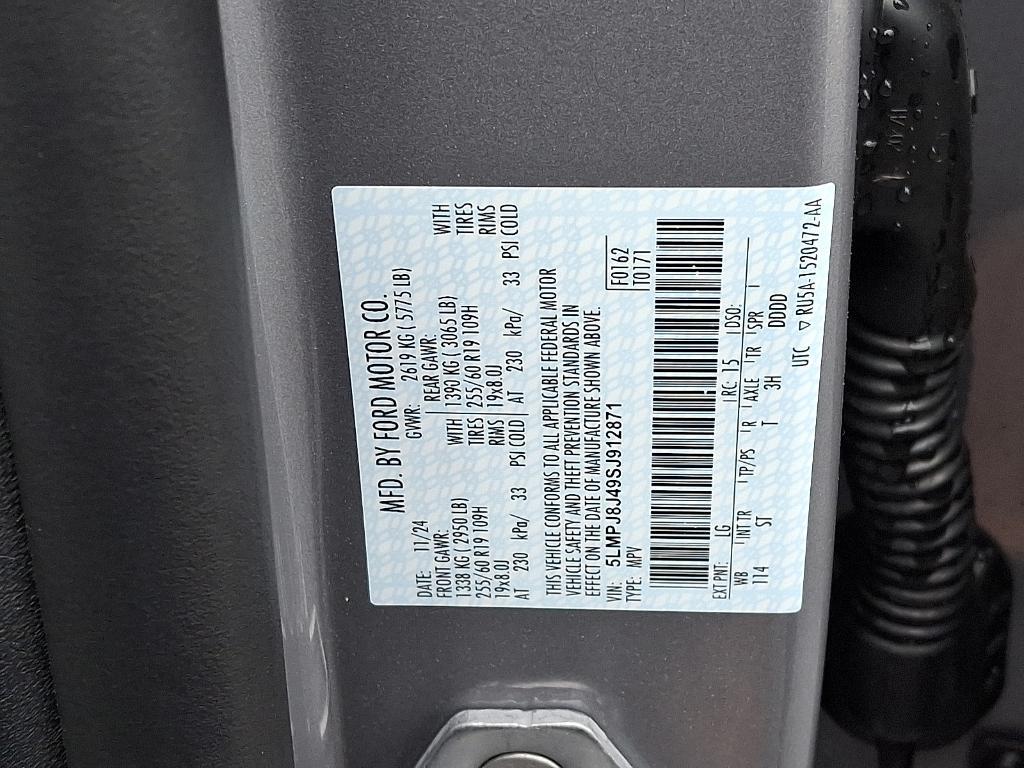 MFD. BY FORD MOTOR CO.
DATE: 11/24 GVWR: 2619 KG ( 5775 LB)
FRONT GAWR: REAR GAWR: WITH
1338 KG ( 2950 LB) WITH 1390 KG ( 3065 LB) TIRES
255/60 R19 109H TIRES 255/60 R19 109H RIMS
19x8.0J RIMS 19x8.0J
AT 230 kPa/ 33 PSI COLD AT 230 kPa/ 33 PSI COLD
THIS VEHICLE CONFORMS TO ALL APPLICABLE FEDERAL MOTOR
VEHICLE SAFETY AND THEFT PREVENTION STANDARDS IN
EFFECT ON THE DATE OF MANUFACTURE SHOWN ABOVE.
VIN: 5LMPJ8J49SJ912871 F0162
TYPE: MPV T0171
EXT PNT: LG RC: 15 DSO:
WB INT TR TP/PS R AXLE TR SPR
114 ST T 3H DDDD
UTC ▽ RU5A-1520472-AA